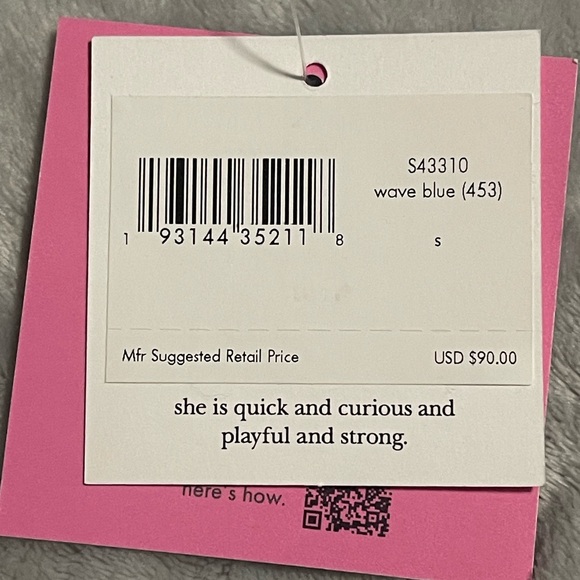 S43310
wave blue (453)
1 93144 35211 8
s
Mfr Suggested Retail Price USD $90.00
she is quick and curious and
playful and strong.
here's how.